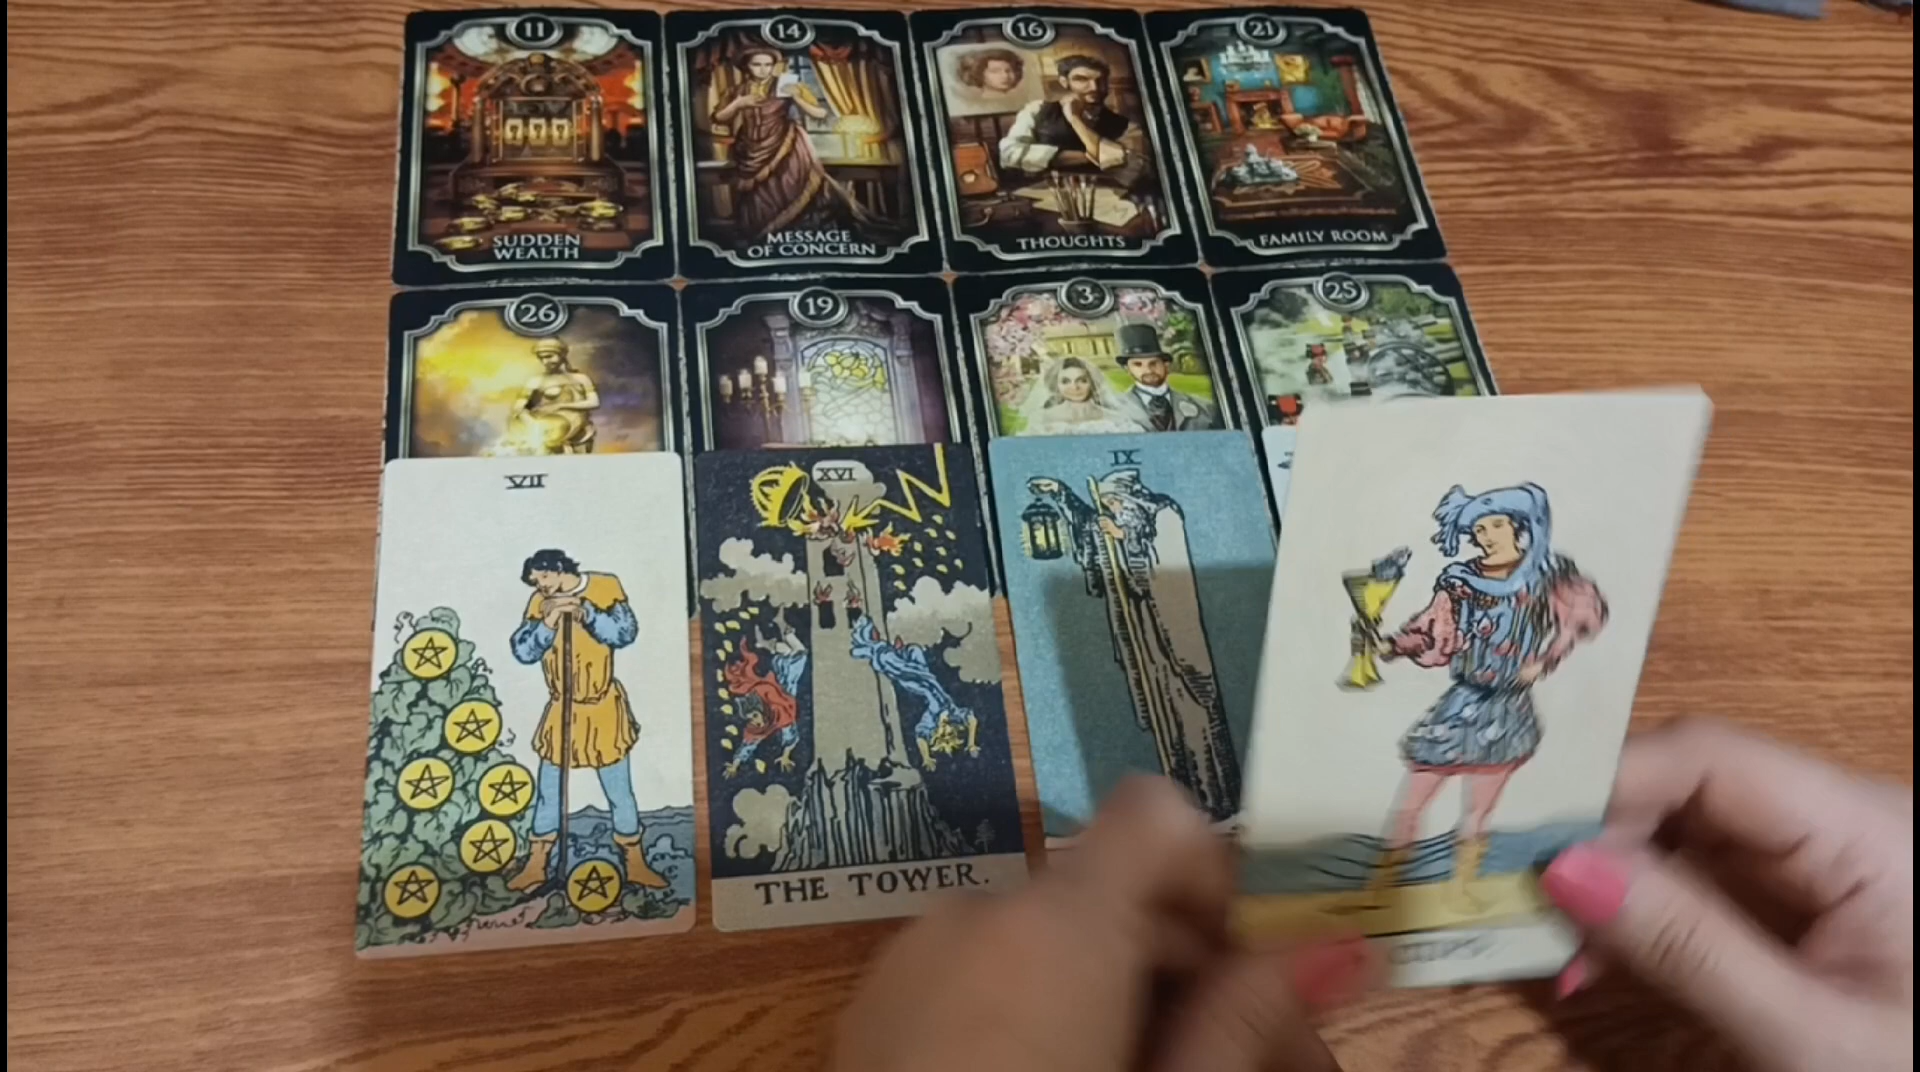 11
14
16
21
SUDDEN
WEALTH
MESSAGE
OF CONCERN
THOUGHTS
FAMILY ROOM
26
19
3
25
VII
XVI
IX
777
THE TOWER.